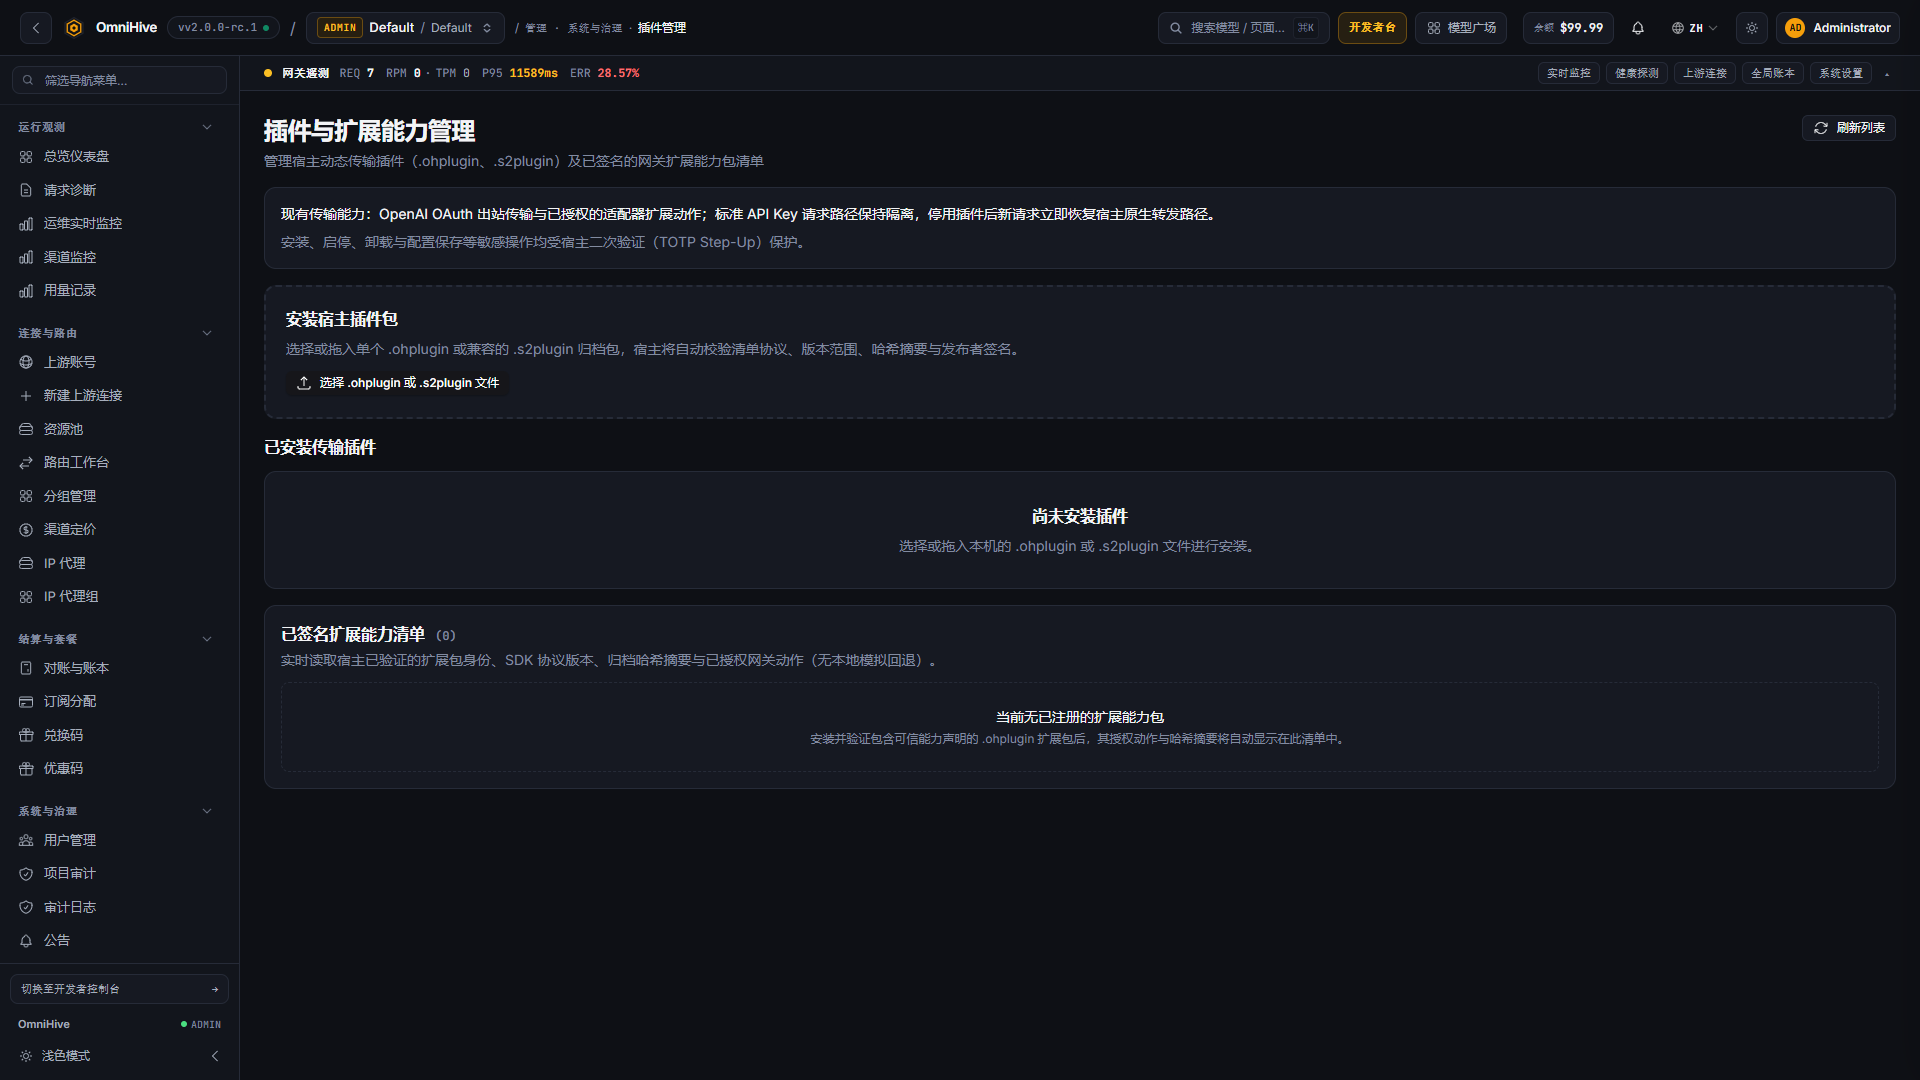 OmniHive
vv2.0.0-rc.1
/
ADMIN Default / Default
/ 管理 · 系统与治理 · 插件管理
搜索模型 / 页面... ⌘K
开发者台
模型广场
余额 $99.99
ZH
AD Administrator
筛选导航菜单...
网关遥测 REQ 7 RPM 0 · TPM 0 P95 11589ms ERR 28.57%
实时监控
健康探测
上游连接
全局账本
系统设置
运行观测
总览仪表盘
请求诊断
运维实时监控
渠道监控
用量记录
连接与路由
上游账号
新建上游连接
资源池
路由工作台
分组管理
渠道定价
IP 代理
IP 代理组
结算与套餐
对账与账本
订阅分配
兑换码
优惠码
系统与治理
用户管理
项目审计
审计日志
公告
切换至开发者控制台 →
OmniHive
ADMIN
浅色模式
插件与扩展能力管理
刷新列表
管理宿主动态传输插件（.ohplugin、.s2plugin）及已签名的网关扩展能力包清单
现有传输能力：OpenAI OAuth 出站传输与已授权的适配器扩展动作；标准 API Key 请求路径保持隔离，停用插件后新请求立即恢复宿主原生转发路径。
安装、启停、卸载与配置保存等敏感操作均受宿主二次验证（TOTP Step-Up）保护。
安装宿主插件包
选择或拖入单个 .ohplugin 或兼容的 .s2plugin 归档包，宿主将自动校验清单协议、版本范围、哈希摘要与发布者签名。
选择 .ohplugin 或 .s2plugin 文件
已安装传输插件
尚未安装插件
选择或拖入本机的 .ohplugin 或 .s2plugin 文件进行安装。
已签名扩展能力清单 (0)
实时读取宿主已验证的扩展包身份、SDK 协议版本、归档哈希摘要与已授权网关动作（无本地模拟回退）。
当前无已注册的扩展能力包
安装并验证包含可信能力声明的 .ohplugin 扩展包后，其授权动作与哈希摘要将自动显示在此清单中。